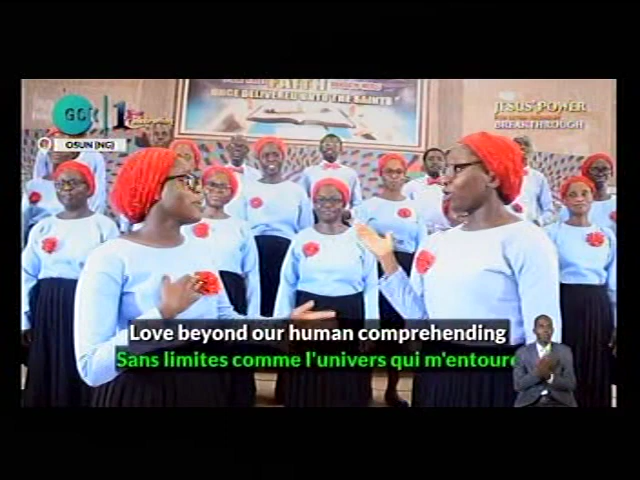 FAITH
ONCE DELIVERED UNTO THE SAINTS
GCK
1
OSUN (NG)
JESUS' POWER
BREAKTHROUGH
Love beyond our human comprehending
Sans limites comme l'univers qui m'entoure